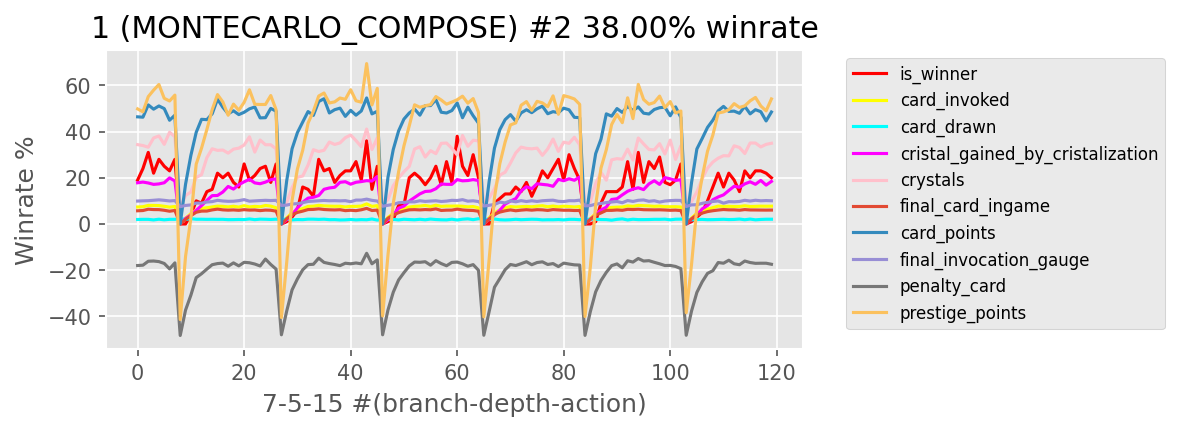 1 (MONTECARLO_COMPOSE) #2 38.00% winrate
Winrate %
60
40
20
0
−20
−40
0 20 40 60 80 100 120
7-5-15 #(branch-depth-action)
is_winner
card_invoked
card_drawn
cristal_gained_by_cristalization
crystals
final_card_ingame
card_points
final_invocation_gauge
penalty_card
prestige_points